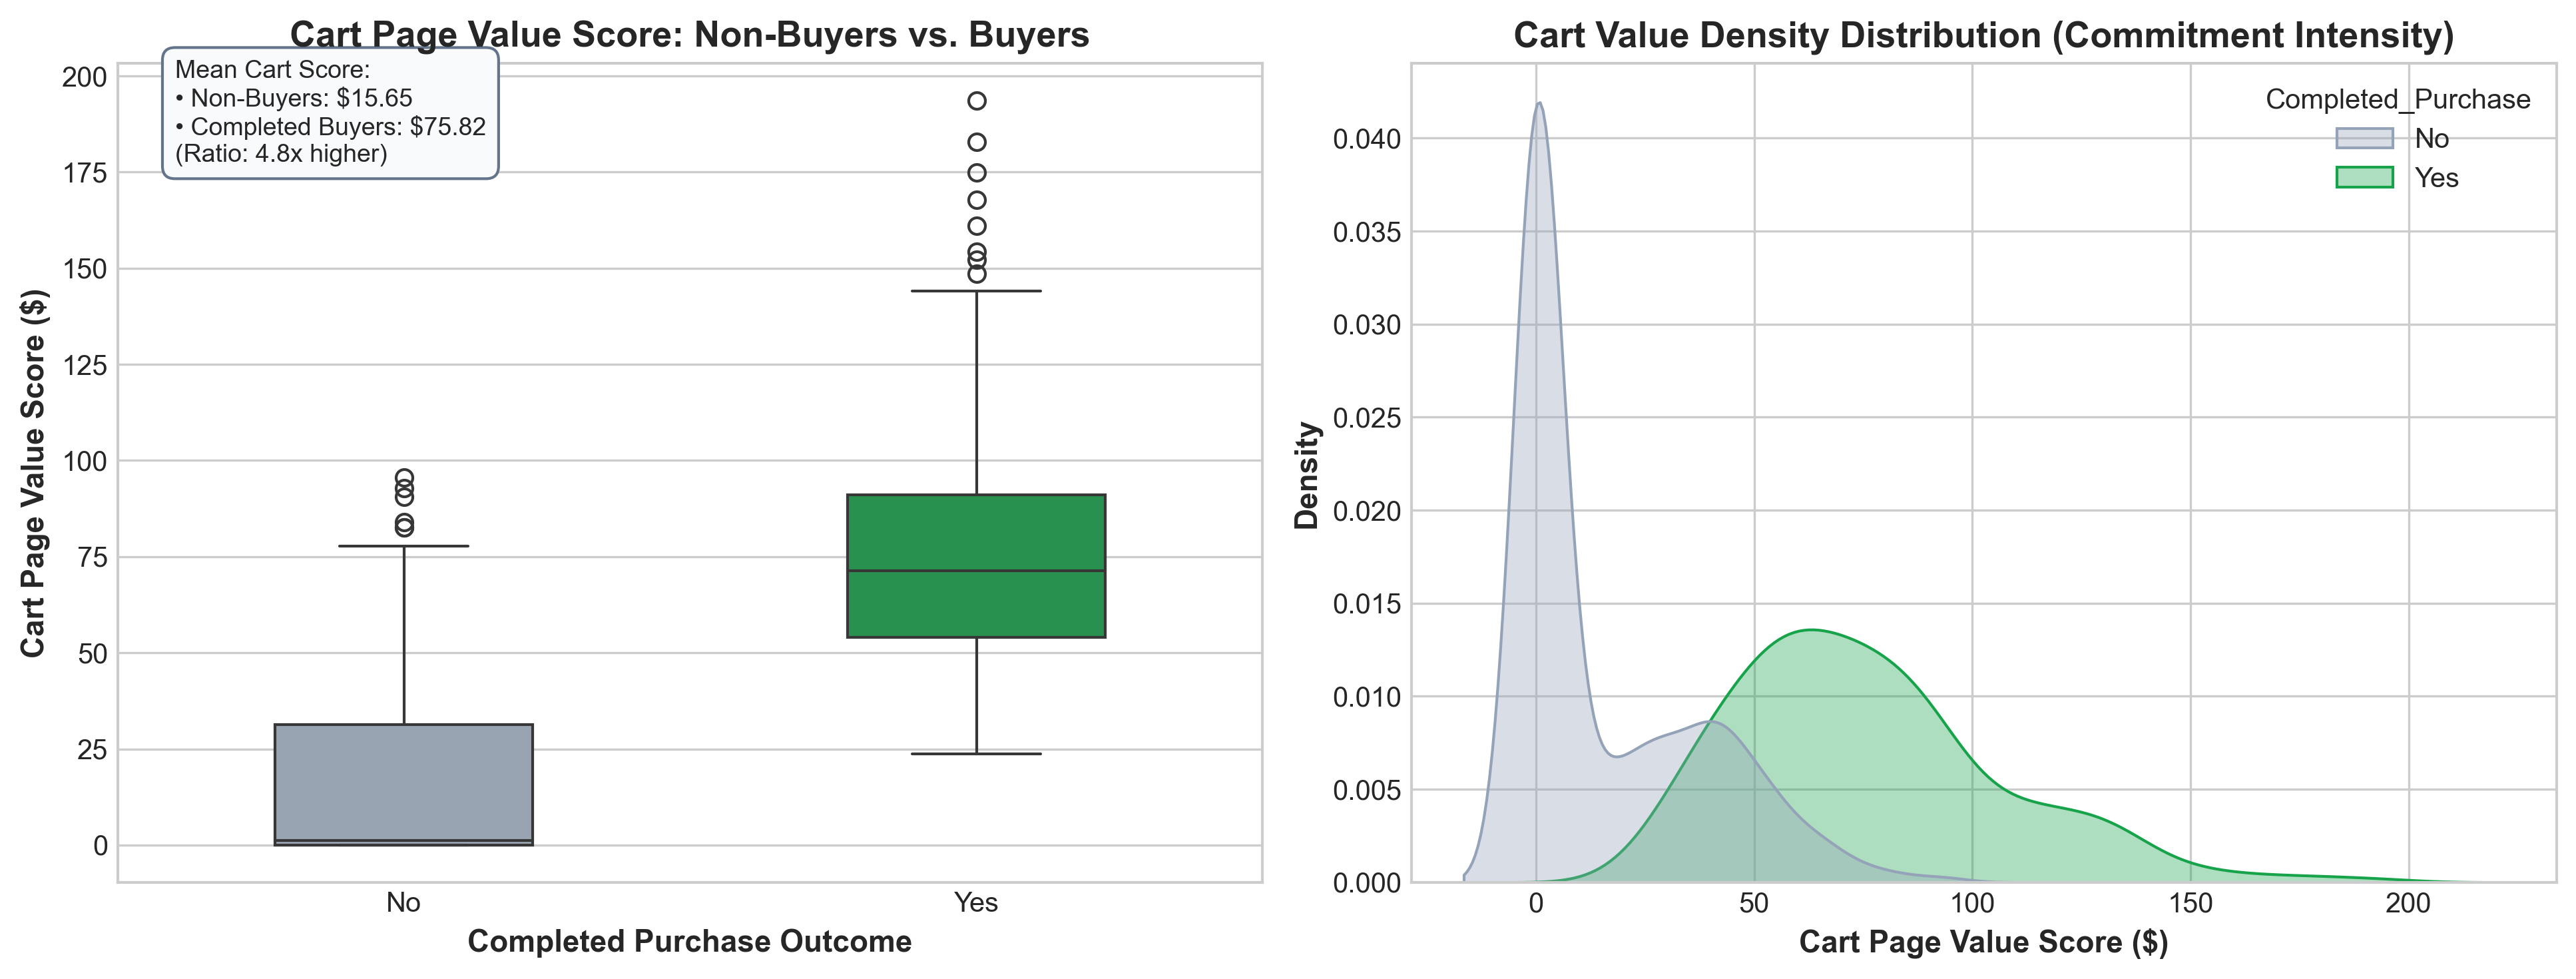 Cart Page Value Score: Non-Buyers vs. Buyers
Mean Cart Score:
• Non-Buyers: $15.65
• Completed Buyers: $75.82
(Ratio: 4.8x higher)
Cart Page Value Score ($)
200
175
150
125
100
75
50
25
0
No
Yes
Completed Purchase Outcome
Cart Value Density Distribution (Commitment Intensity)
Completed_Purchase
No
Yes
Density
0.040
0.035
0.030
0.025
0.020
0.015
0.010
0.005
0.000
0
50
100
150
200
Cart Page Value Score ($)